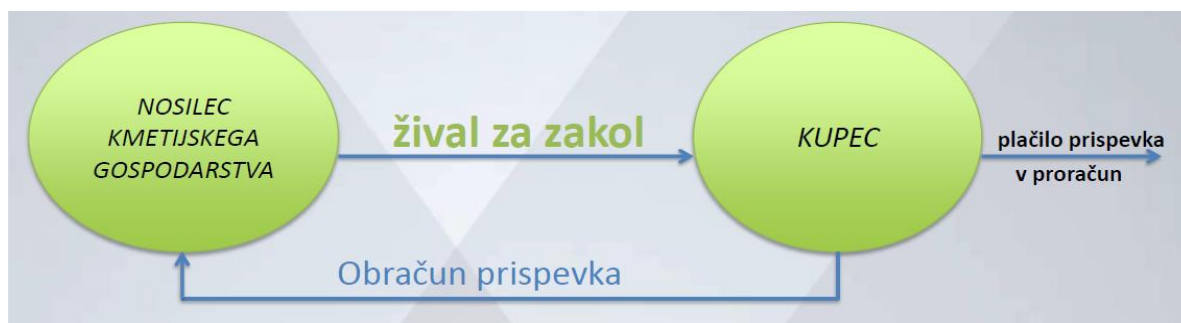 NOSILEC
KMETIJSKEGA
GOSPODARSTVA
žival za zakol
KUPEC
plačilo prispevka
v proračun
Obračun prispevka